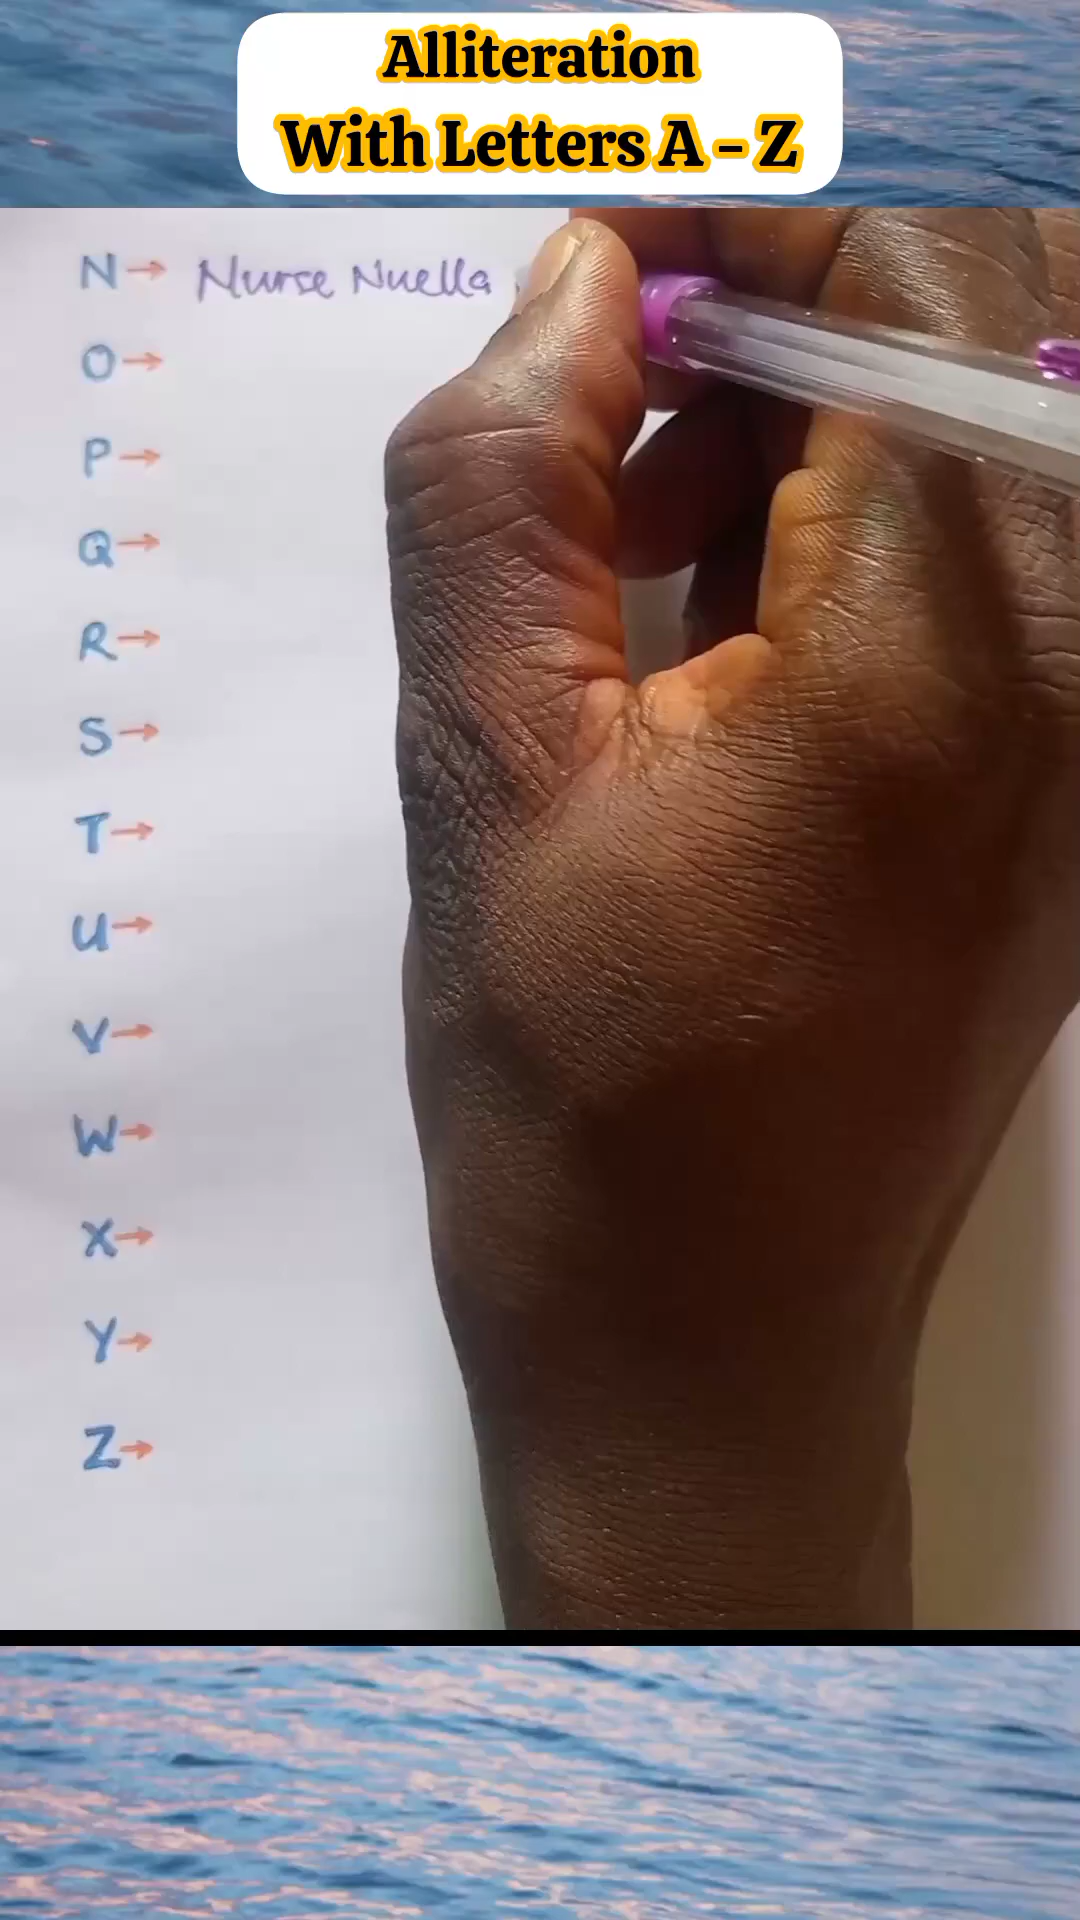 Alliteration
With Letters A - Z
N→ Nurse Nuella
O→
P→
Q→
R→
S→
T→
U→
V→
W→
X→
Y→
Z→